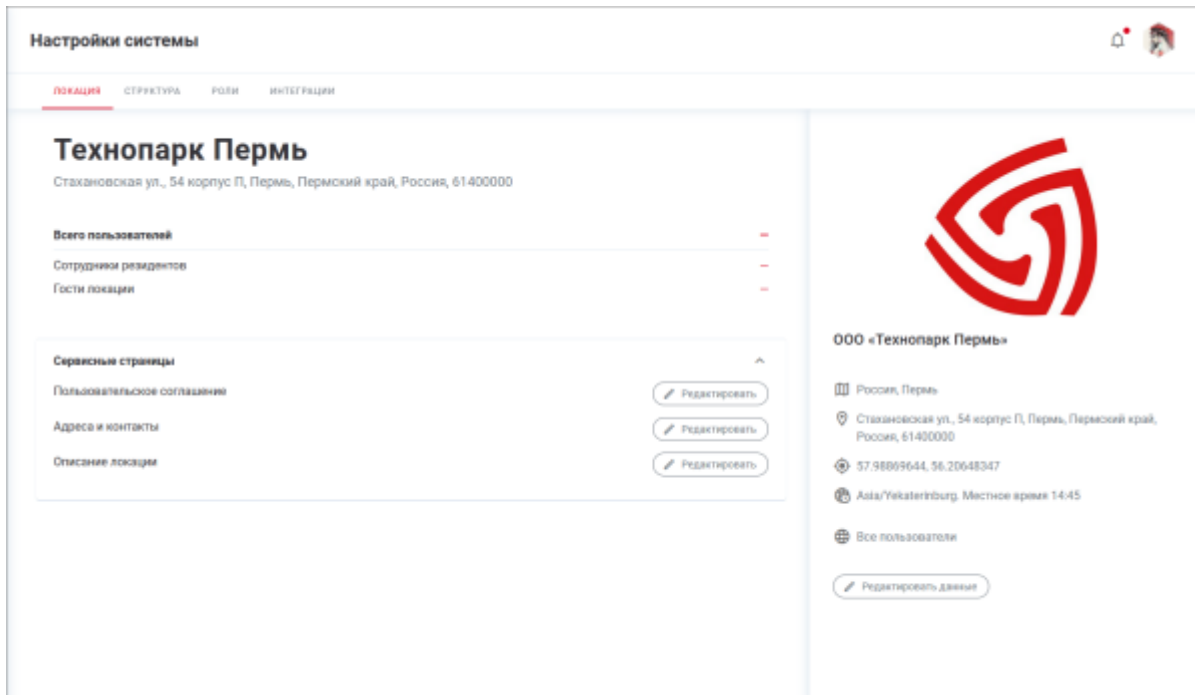 Настройки системы
ЛОКАЦИЯ СТРУКТУРА РОЛИ ИНТЕГРАЦИИ
Технопарк Пермь
Стахановская ул., 54 корпус П, Пермь, Пермский край, Россия, 61400000
Всего пользователей –
Сотрудники резидентов –
Гости локации –
Сервисные страницы
Пользовательское соглашение Редактировать
Адреса и контакты Редактировать
Описание локации Редактировать
ООО «Технопарк Пермь»
Россия, Пермь
Стахановская ул., 54 корпус П, Пермь, Пермский край,
Россия, 61400000
57.98869644, 56.20648347
Asia/Yekaterinburg. Местное время 14:45
Все пользователи
Редактировать данные